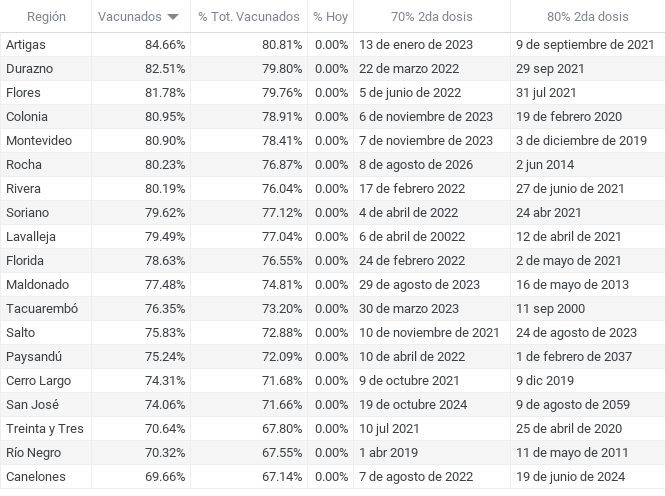 Región Vacunados % Tot. Vacunados % Hoy 70% 2da dosis 80% 2da dosis
Artigas 84.66% 80.81% 0.00% 13 de enero de 2023 9 de septiembre de 2021
Durazno 82.51% 79.80% 0.00% 22 de marzo 2022 29 sep 2021
Flores 81.78% 79.76% 0.00% 5 de junio de 2022 31 jul 2021
Colonia 80.95% 78.91% 0.00% 6 de noviembre de 2023 19 de febrero 2020
Montevideo 80.90% 78.41% 0.00% 7 de noviembre de 2023 3 de diciembre de 2019
Rocha 80.23% 76.87% 0.00% 8 de agosto de 2026 2 jun 2014
Rivera 80.19% 76.04% 0.00% 17 de febrero 2022 27 de junio de 2021
Soriano 79.62% 77.12% 0.00% 4 de abril de 2022 24 abr 2021
Lavalleja 79.49% 77.04% 0.00% 6 de abril de 20022 12 de abril de 2021
Florida 78.63% 76.55% 0.00% 24 de febrero 2022 2 de mayo de 2021
Maldonado 77.48% 74.81% 0.00% 29 de agosto de 2023 16 de mayo de 2013
Tacuarembó 76.35% 73.20% 0.00% 30 de marzo de 2023 11 sep 2000
Salto 75.83% 72.88% 0.00% 10 de noviembre de 2021 24 de agosto de 2023
Paysandú 75.24% 72.09% 0.00% 10 de abril de 2022 1 de febrero de 2037
Cerro Largo 74.31% 71.68% 0.00% 9 de octubre 2021 9 dic 2019
San José 74.06% 71.66% 0.00% 19 de octubre 2024 9 de agosto de 2059
Treinta y Tres 70.64% 67.80% 0.00% 10 jul 2021 25 de abril de 2020
Río Negro 70.32% 67.55% 0.00% 1 abr 2019 11 de mayo de 2011
Canelones 69.66% 67.14% 0.00% 7 de agosto de 2022 19 de junio de 2024